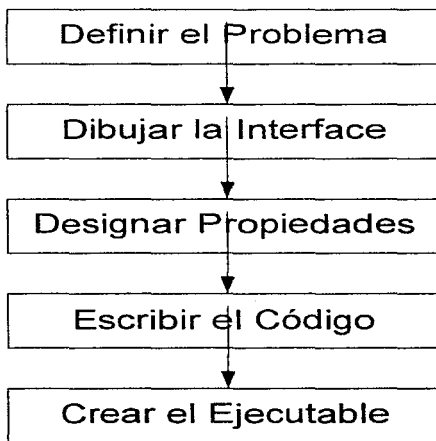 Definir el Problema
Dibujar la Interface
Designar Propiedades
Escribir el Código
Crear el Ejecutable